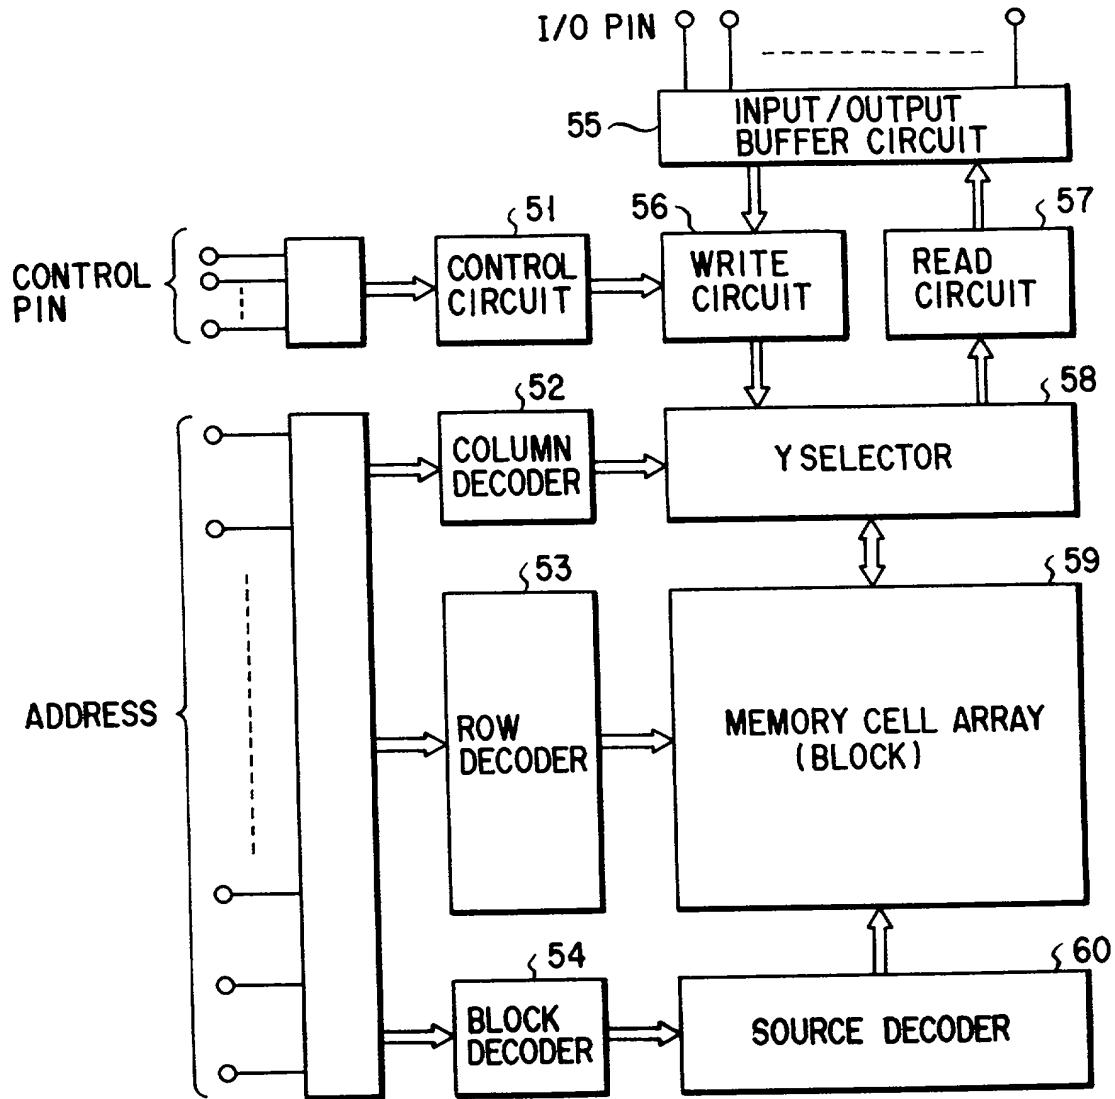 I/O PIN
55
INPUT/OUTPUT
BUFFER CIRCUIT
CONTROL
PIN
51
CONTROL
CIRCUIT
56
WRITE
CIRCUIT
57
READ
CIRCUIT
52
COLUMN
DECODER
58
Y SELECTOR
ADDRESS
53
ROW
DECODER
59
MEMORY CELL ARRAY
(BLOCK)
54
BLOCK
DECODER
60
SOURCE DECODER